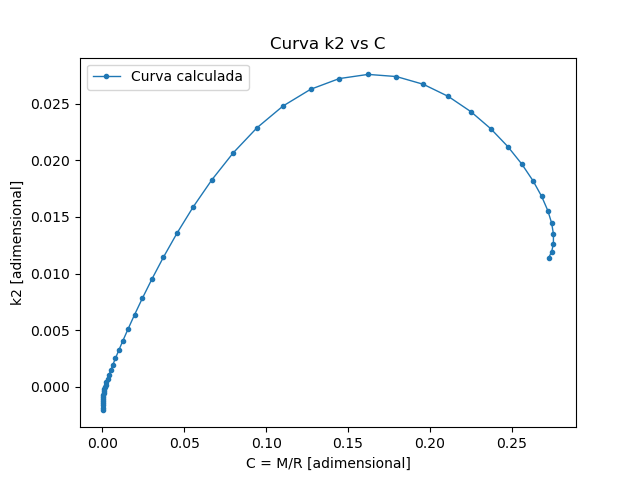 Curva k2 vs C
Curva calculada
0.025
0.020
0.015
0.010
0.005
0.000
k2 [adimensional]
0.00 0.05 0.10 0.15 0.20 0.25
C = M/R [adimensional]